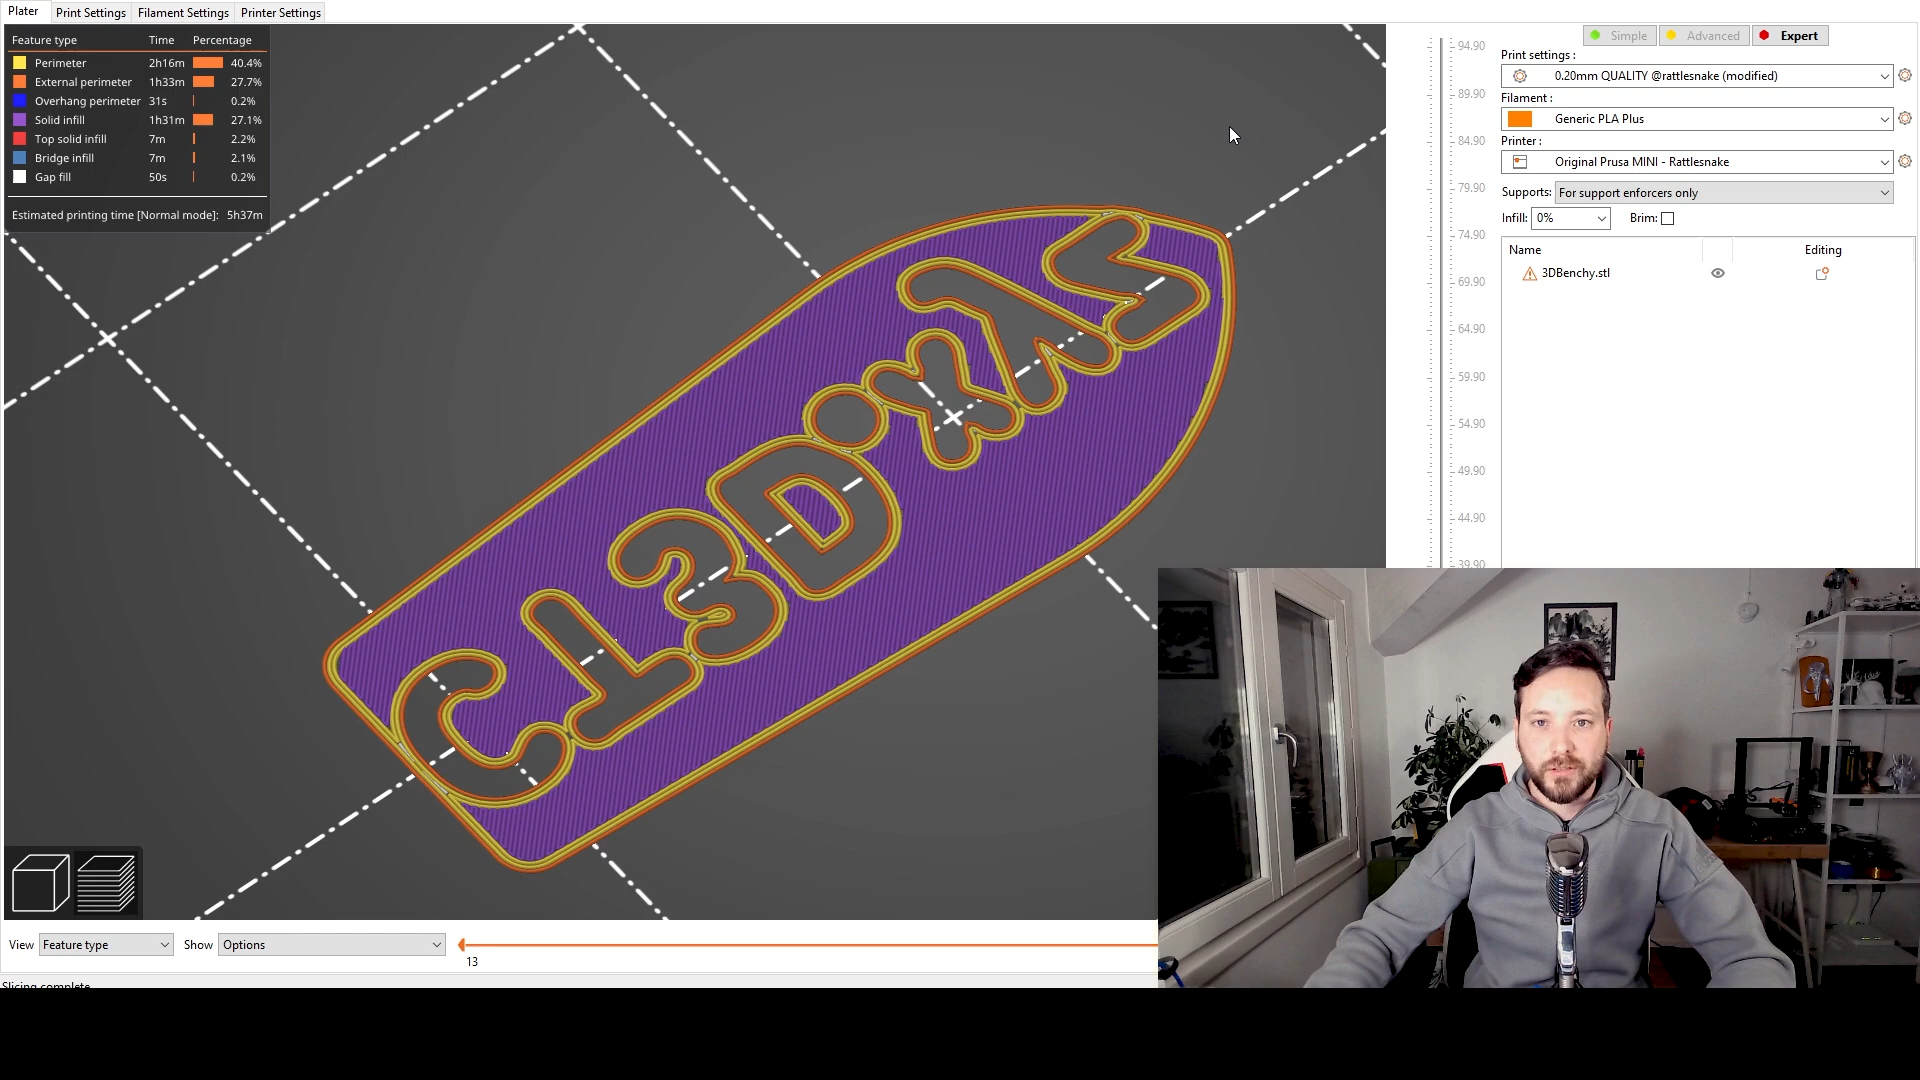 Plater Print Settings Filament Settings Printer Settings
Feature type Time Percentage
Perimeter 2h16m 40.4%
External perimeter 1h33m 27.7%
Overhang perimeter 31s 0.2%
Solid infill 1h31m 27.1%
Top solid infill 7m 2.2%
Bridge infill 7m 2.1%
Gap fill 50s 0.2%
Estimated printing time [Normal mode]: 5h37m
94.90
89.90
84.90
79.90
74.90
69.90
64.90
59.90
54.90
49.90
44.90
39.90
Simple Advanced Expert
Print settings :
0.20mm QUALITY @rattlesnake (modified)
Filament :
Generic PLA Plus
Printer :
Original Prusa MINI - Rattlesnake
Supports: For support enforcers only
Infill: 0% Brim:
Name Editing
3DBenchy.stl
View Feature type Show Options
13
Slicing complete